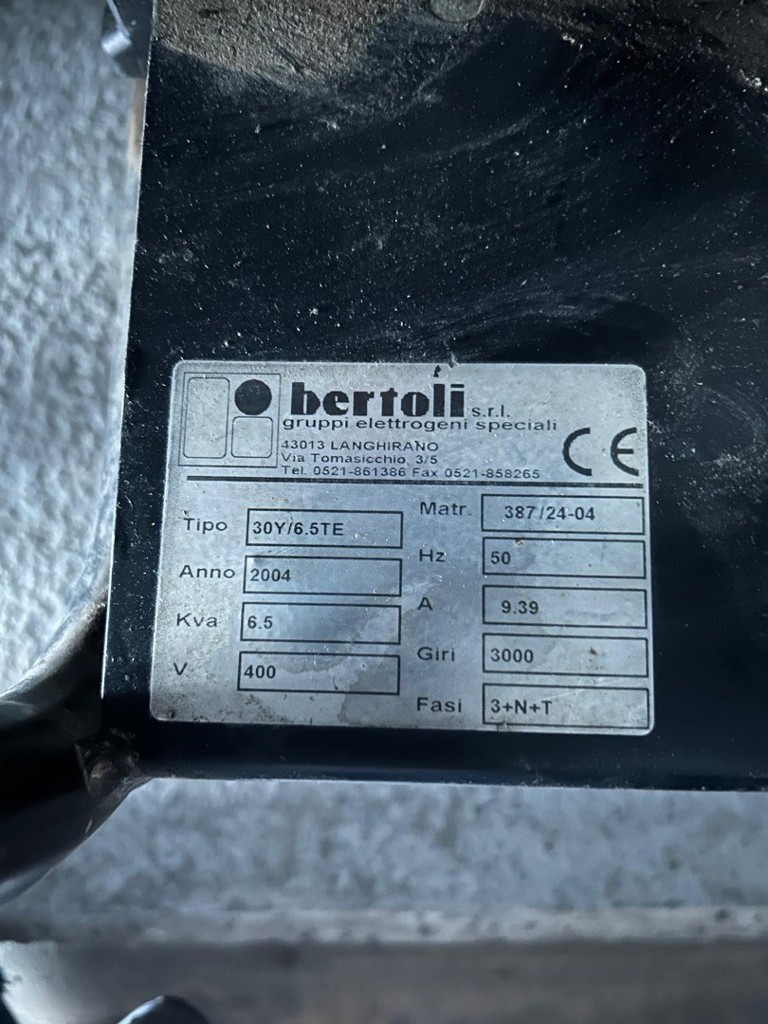 bertoli s.r.l.
gruppi elettrogeni speciali
43013 LANGHIRANO
Via Tomasicchio, 3/5
Tel. 0521-861386 Fax 0521-858265
CE
Tipo 30Y/6.5TE
Matr. 387/24-04
Anno 2004
Hz 50
Kva 6.5
A 9.39
V 400
Giri 3000
Fasi 3+N+T